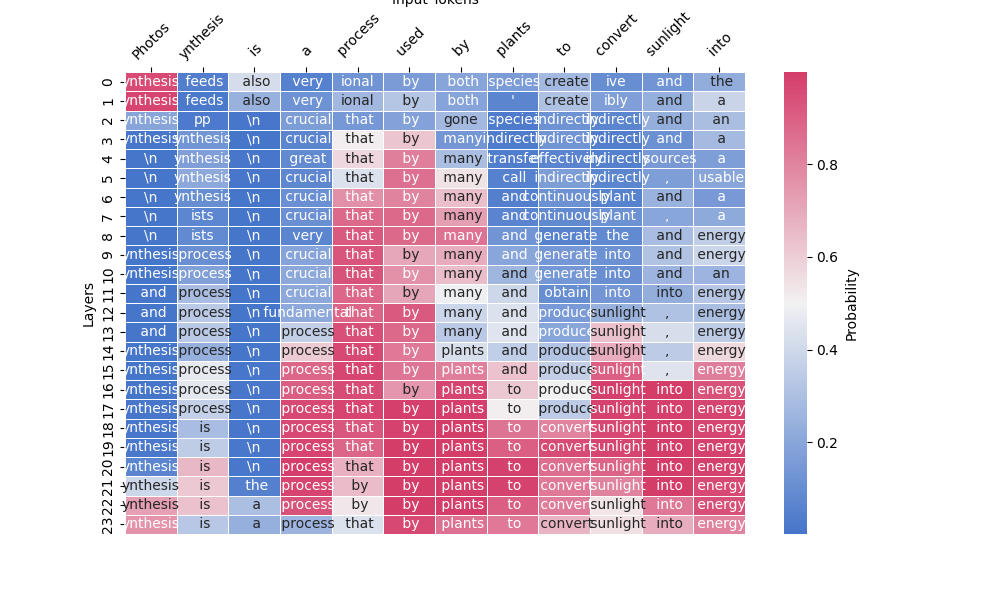 Input Tokens
Photos ynthesis is a process used by plants to convert sunlight into
0 ynthesis feeds also very ional by both species create ive and the
1 ynthesis feeds also very ional by both ' create ibly and a
2 ynthesis pp \n crucial that by gone species indirectly indirectly and an
3 ynthesis ynthesis \n crucial that by many indirectly indirectly indirectly and a
4 \n ynthesis \n great that by many transfer effectively indirectly sources a
5 \n ynthesis \n crucial that by many call indirectly indirectly , usable
6 \n ynthesis \n crucial that by many and continuously plant and a
7 \n ists \n crucial that by many and continuously plant , a
8 \n ists \n very that by many and generate the and energy
9 ynthesis process \n crucial that by many and generate into and energy
10 ynthesis process \n crucial that by many and generate into and an
11 and process \n crucial that by many and obtain into into energy
12 and process \n fundamental that by many and produce sunlight , energy
13 and process \n process that by many and produce sunlight , energy
14 ynthesis process \n process that by plants and produce sunlight , energy
15 ynthesis process \n process that by plants and produce sunlight , energy
16 ynthesis process \n process that by plants to produce sunlight into energy
17 ynthesis process \n process that by plants to produce sunlight into energy
18 ynthesis is \n process that by plants to convert sunlight into energy
19 ynthesis is \n process that by plants to convert sunlight into energy
20 ynthesis is \n process that by plants to convert sunlight into energy
21 ynthesis is the process by by plants to convert sunlight into energy
22 ynthesis is a process by by plants to convert sunlight into energy
23 ynthesis is a process that by plants to convert sunlight into energy
Layers
0.8
0.6
0.4
0.2
Probability